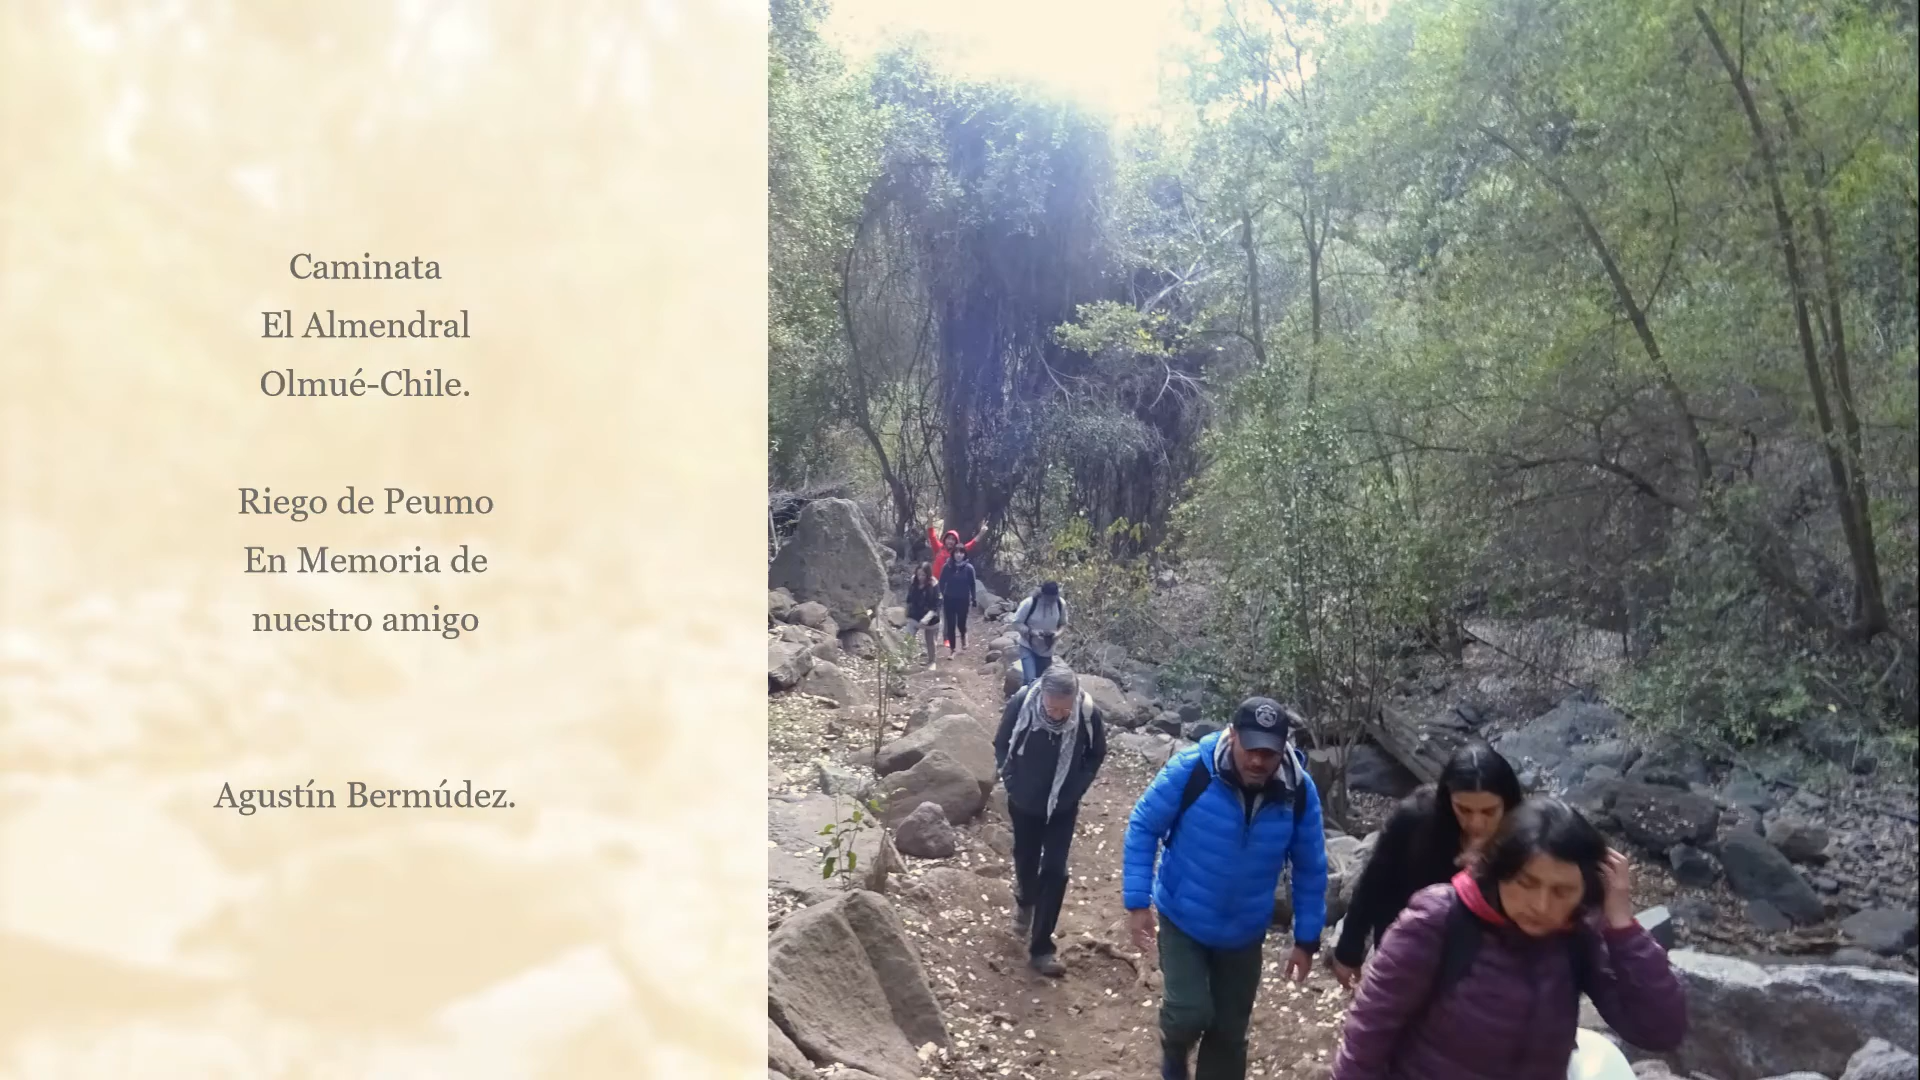 Caminata
El Almendral
Olmué-Chile.
Riego de Peumo
En Memoria de
nuestro amigo
Agustín Bermúdez.